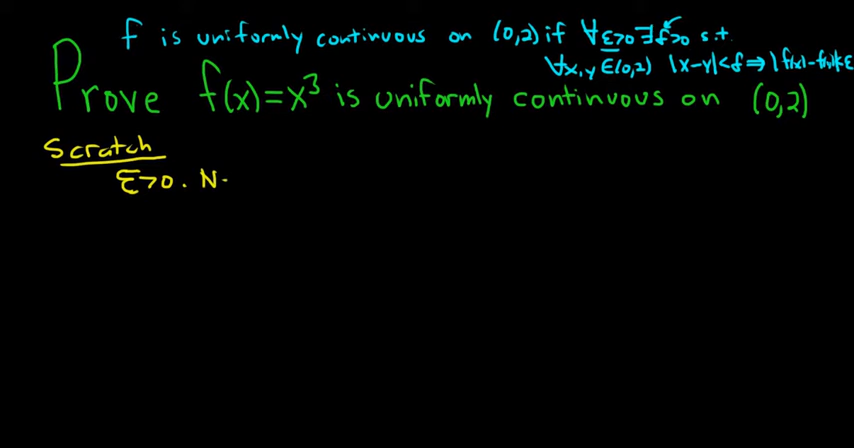 f is uniformly continuous on (0,2) if ∀ε>0 ∃δ>0 s.t.
∀x,y ∈ (0,2) |x-y|<δ ⇒ |f(x)-f(y)|<ε
Prove f(x)=x³ is uniformly continuous on (0,2)
Scratch
ε>0. N